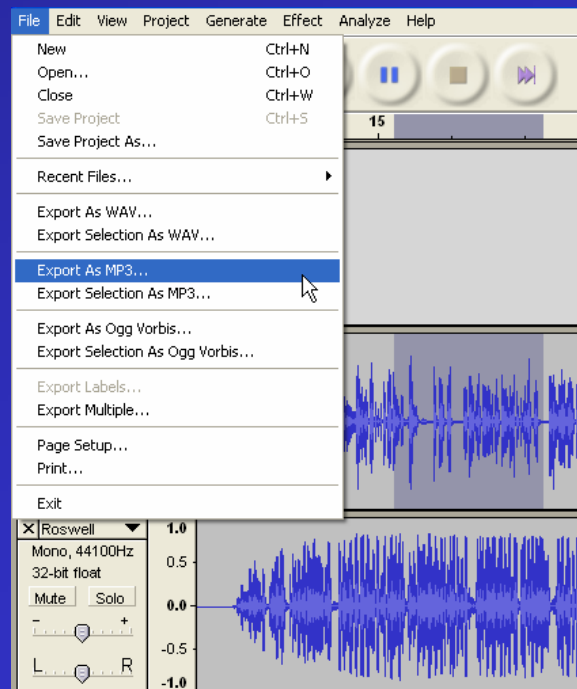 File Edit View Project Generate Effect Analyze Help
New Ctrl+N
Open... Ctrl+O
Close Ctrl+W
Save Project Ctrl+S
Save Project As...
Recent Files...
Export As WAV...
Export Selection As WAV...
Export As MP3...
Export Selection As MP3...
Export As Ogg Vorbis...
Export Selection As Ogg Vorbis...
Export Labels...
Export Multiple...
Page Setup...
Print...
Exit
15
Roswell
Mono, 44100Hz
32-bit float
Mute Solo
- +
L R
1.0
0.5
0.0
-0.5
-1.0